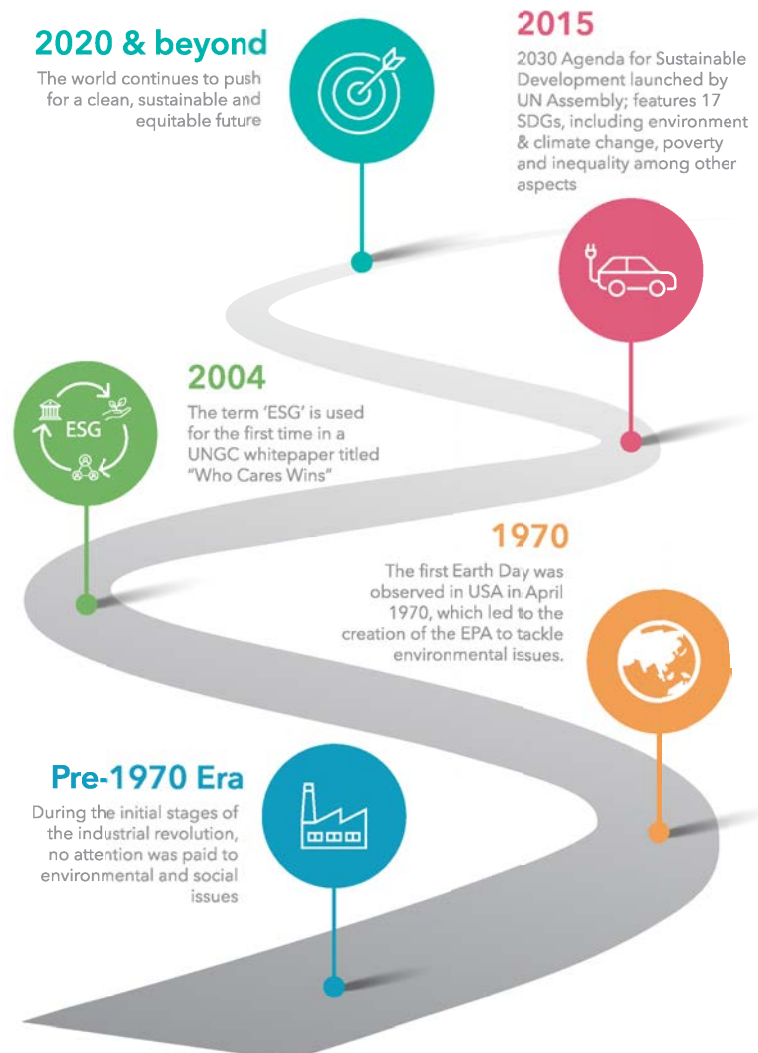 2020 & beyond
The world continues to push
for a clean, sustainable and
equitable future
2015
2030 Agenda for Sustainable
Development launched by
UN Assembly; features 17
SDGs, including environment
& climate change, poverty
and inequality among other
aspects
ESG
2004
The term ‘ESG’ is used
for the first time in a
UNGC whitepaper titled
“Who Cares Wins”
1970
The first Earth Day was
observed in USA in April
1970, which led to the
creation of the EPA to tackle
environmental issues.
Pre-1970 Era
During the initial stages of
the industrial revolution,
no attention was paid to
environmental and social
issues